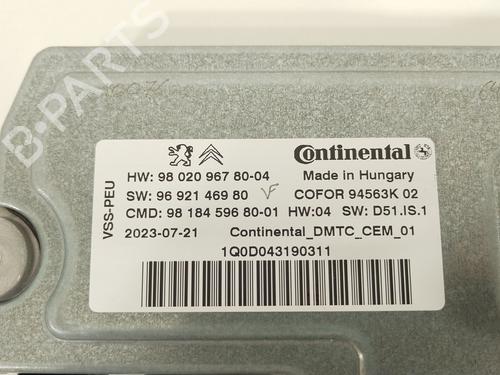 B-PARTS
Continental
HW: 98 020 967 80-04 Made in Hungary
SW: 96 921 469 80 VF COFOR 94563K 02
CMD: 98 184 596 80-01 HW:04 SW: D51.IS.1
2023-07-21 Continental_DMTC_CEM_01
1Q0D043190311
VSS-PEU